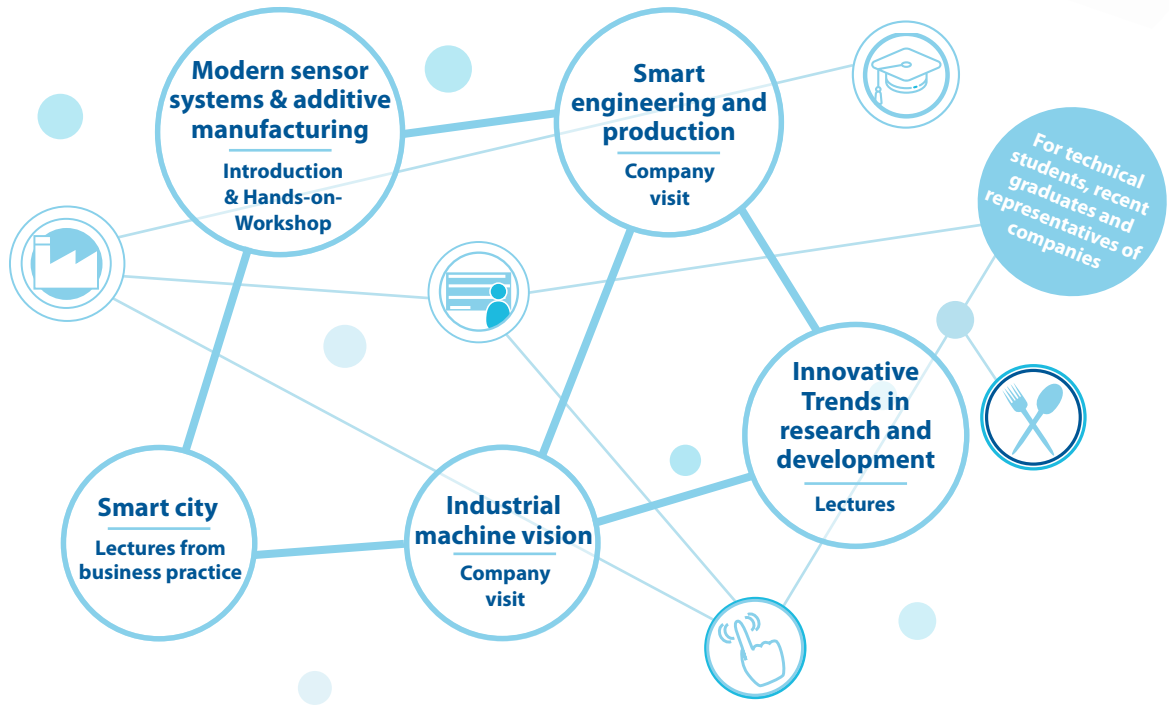 Modern sensor
systems & additive
manufacturing
Introduction
& Hands-on-
Workshop
Smart
engineering and
production
Company
visit
For technical
students, recent
graduates and
representatives of
companies
Innovative
Trends in
research and
development
Lectures
Smart city
Lectures from
business practice
Industrial
machine vision
Company
visit